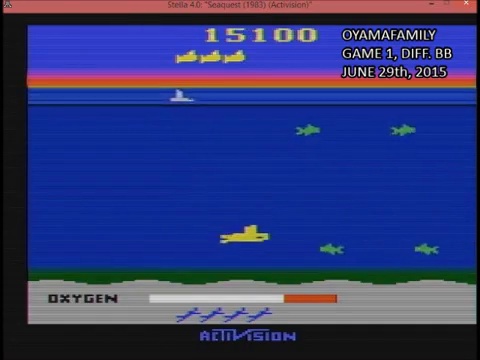 Stella 4.0: "Seaquest (1983) (Activision)"
15100
OYAMAFAMILY
GAME 1, DIFF. BB
JUNE 29th, 2015
OXYGEN
ACTIVISION